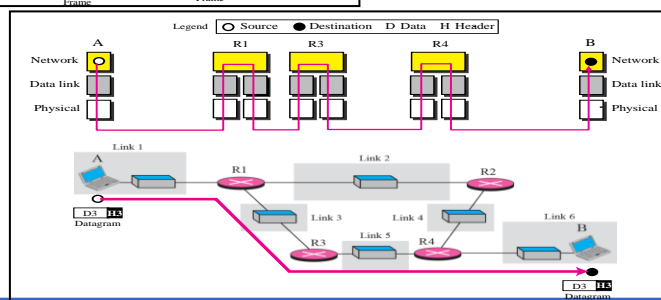 Frame
Frame
Legend Source Destination D Data H Header
A R1 R3 R4 B
Network Network
Data link Data link
Physical Physical
Link 1
A
R1
Link 2
R2
D3 H3
Datagram
Link 3
Link 4
Link 6
B
R3
Link 5
R4
D3 H3
Datagram